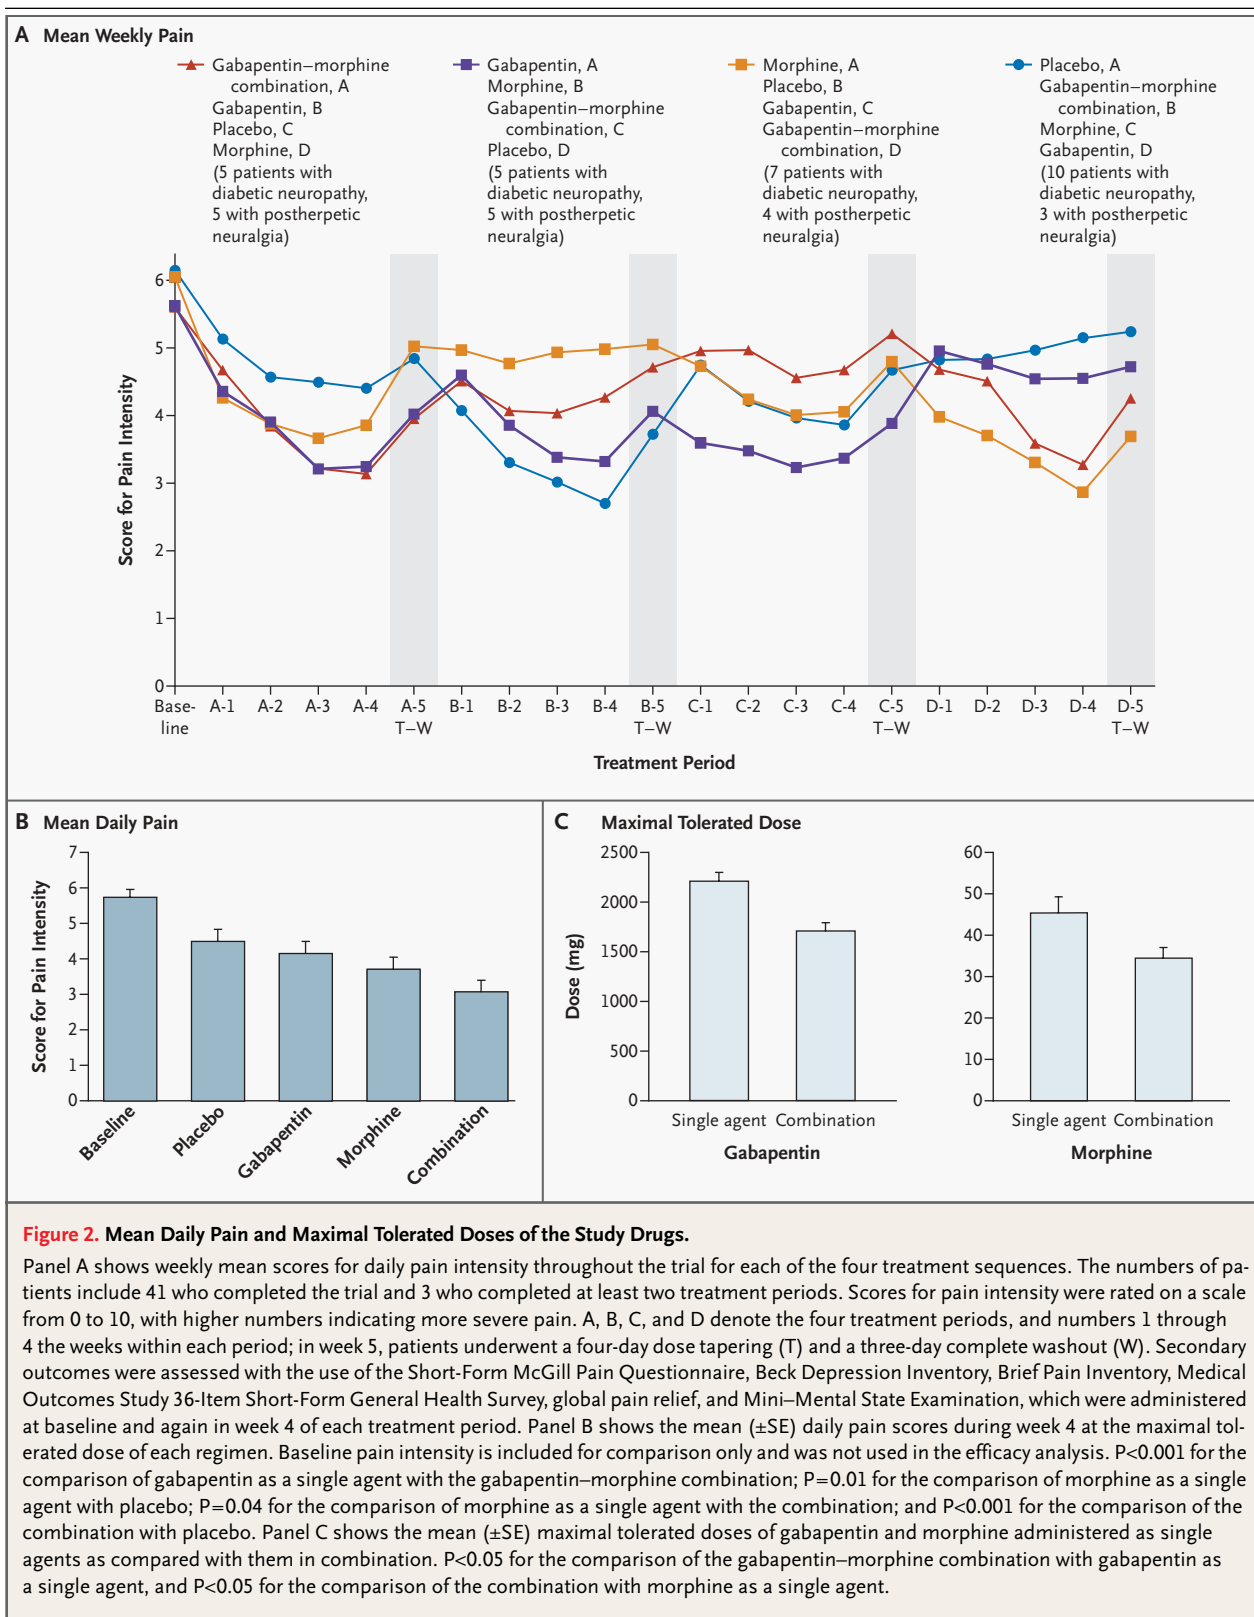 A Mean Weekly Pain
Gabapentin–morphine
combination, A
Gabapentin, B
Placebo, C
Morphine, D
(5 patients with
diabetic neuropathy,
5 with postherpetic
neuralgia)
Gabapentin, A
Morphine, B
Gabapentin–morphine
combination, C
Placebo, D
(5 patients with
diabetic neuropathy,
5 with postherpetic
neuralgia)
Morphine, A
Placebo, B
Gabapentin, C
Gabapentin–morphine
combination, D
(7 patients with
diabetic neuropathy,
4 with postherpetic
neuralgia)
Placebo, A
Gabapentin–morphine
combination, B
Morphine, C
Gabapentin, D
(10 patients with
diabetic neuropathy,
3 with postherpetic
neuralgia)
Score for Pain Intensity
6
5
4
3
2
1
0
Base- A-1 A-2 A-3 A-4 A-5 B-1 B-2 B-3 B-4 B-5 C-1 C-2 C-3 C-4 C-5 D-1 D-2 D-3 D-4 D-5
line T–W T–W T–W T–W
Treatment Period
B Mean Daily Pain
Score for Pain Intensity
7
6
5
4
3
2
1
0
Baseline
Placebo
Gabapentin
Morphine
Combination
C Maximal Tolerated Dose
Dose (mg)
2500
2000
1500
1000
500
0
Single agent Combination
Gabapentin
60
50
40
30
20
10
0
Single agent Combination
Morphine
Figure 2. Mean Daily Pain and Maximal Tolerated Doses of the Study Drugs.
Panel A shows weekly mean scores for daily pain intensity throughout the trial for each of the four treatment sequences. The numbers of pa-
tients include 41 who completed the trial and 3 who completed at least two treatment periods. Scores for pain intensity were rated on a scale
from 0 to 10, with higher numbers indicating more severe pain. A, B, C, and D denote the four treatment periods, and numbers 1 through
4 the weeks within each period; in week 5, patients underwent a four-day dose tapering (T) and a three-day complete washout (W). Secondary
outcomes were assessed with the use of the Short-Form McGill Pain Questionnaire, Beck Depression Inventory, Brief Pain Inventory, Medical
Outcomes Study 36-Item Short-Form General Health Survey, global pain relief, and Mini–Mental State Examination, which were administered
at baseline and again in week 4 of each treatment period. Panel B shows the mean (±SE) daily pain scores during week 4 at the maximal tol-
erated dose of each regimen. Baseline pain intensity is included for comparison only and was not used in the efficacy analysis. P<0.001 for the
comparison of gabapentin as a single agent with the gabapentin–morphine combination; P=0.01 for the comparison of morphine as a single
agent with placebo; P=0.04 for the comparison of morphine as a single agent with the combination; and P<0.001 for the comparison of the
combination with placebo. Panel C shows the mean (±SE) maximal tolerated doses of gabapentin and morphine administered as single
agents as compared with them in combination. P<0.05 for the comparison of the gabapentin–morphine combination with gabapentin as
a single agent, and P<0.05 for the comparison of the combination with morphine as a single agent.